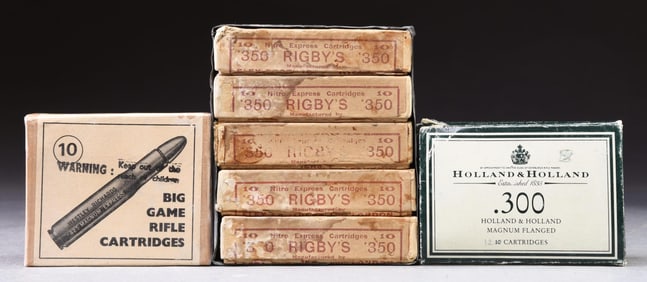 10
WARNING : Keep out of the
reach of children
BIG
GAME
RIFLE
CARTRIDGES
10 Nitro Express Cartridges 10
'350 RIGBY'S '350
Manufactured by
10 Nitro Express Cartridges 10
'350 RIGBY'S '350
Manufactured by
10 Nitro Express Cartridges 10
350 RIGBY'S 350
10 Nitro Express Cartridges 10
350 RIGBY'S '350
Manufactured by
10 Nitro Express Cartridges 10
RIGBY'S '350
Manufactured by
HOLLAND & HOLLAND
Established 1835
.300
HOLLAND & HOLLAND
MAGNUM FLANGED
10 CARTRIDGES